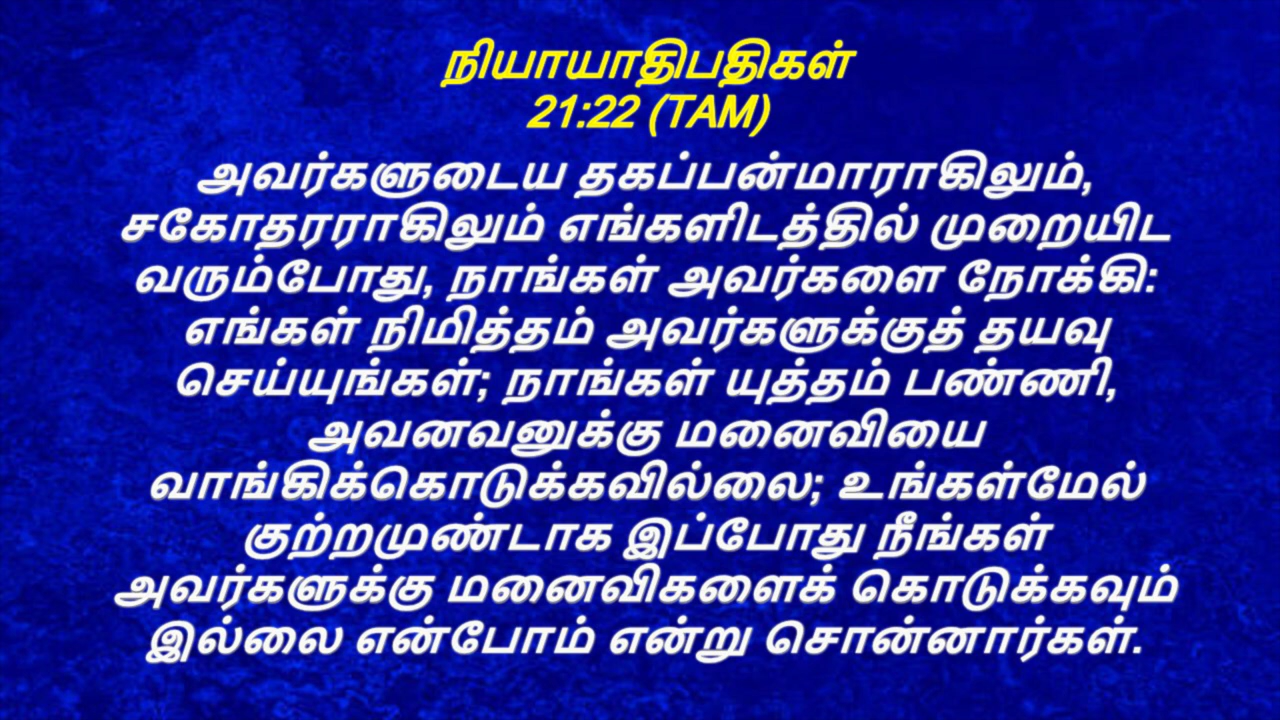 நியாயாதிபதிகள்
21:22 (TAM)
அவர்களுடைய தகப்பன்மாராகிலும்,
சகோதரராகிலும் எங்களிடத்தில் முறையிட
வரும்போது, நாங்கள் அவர்களை நோக்கி:
எங்கள் நிமித்தம் அவர்களுக்குத் தயவு
செய்யுங்கள்; நாங்கள் யுத்தம் பண்ணி,
அவனவனுக்கு மனைவியை
வாங்கிக்கொடுக்கவில்லை; உங்கள்மேல்
குற்றமுண்டாக இப்போது நீங்கள்
அவர்களுக்கு மனைவிகளைக் கொடுக்கவும்
இல்லை என்போம் என்று சொன்னார்கள்.